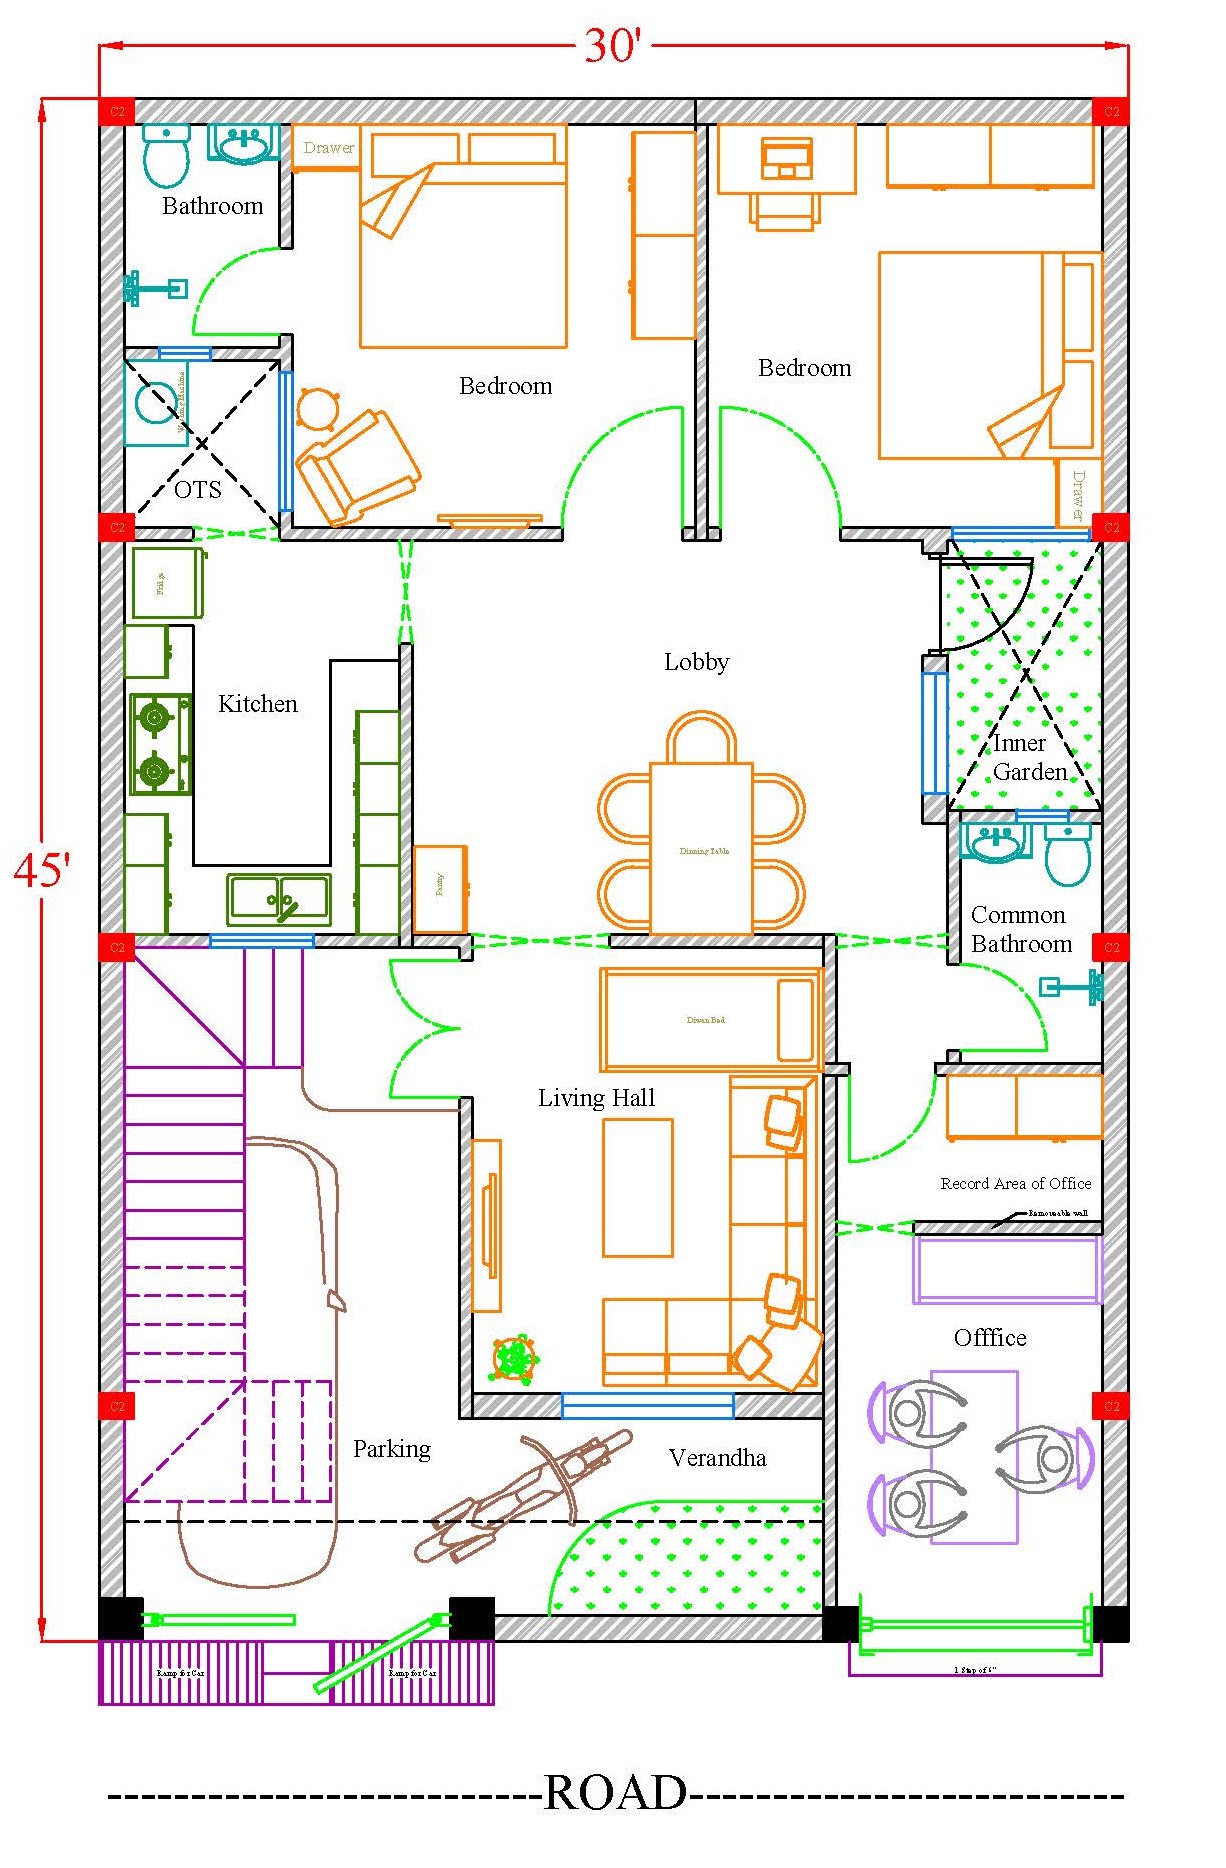 30'
C2
C2
Drawer
Bathroom
Bedroom
Bedroom
Washing Machine
OTS
Drawer
C2
C2
Fridge
Lobby
Kitchen
Inner
Garden
Dinning Table
45'
Pantry
Common
Bathroom
C2
C2
Diwan Bed
Living Hall
Record Area of Office
Removable wall
Offfice
C2
C2
Parking
Verandha
Ramp for Car
Ramp for Car
1 Step of 6"
ROAD